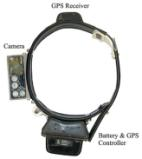 GPS Receiver
Camera
Battery & GPS
Controller